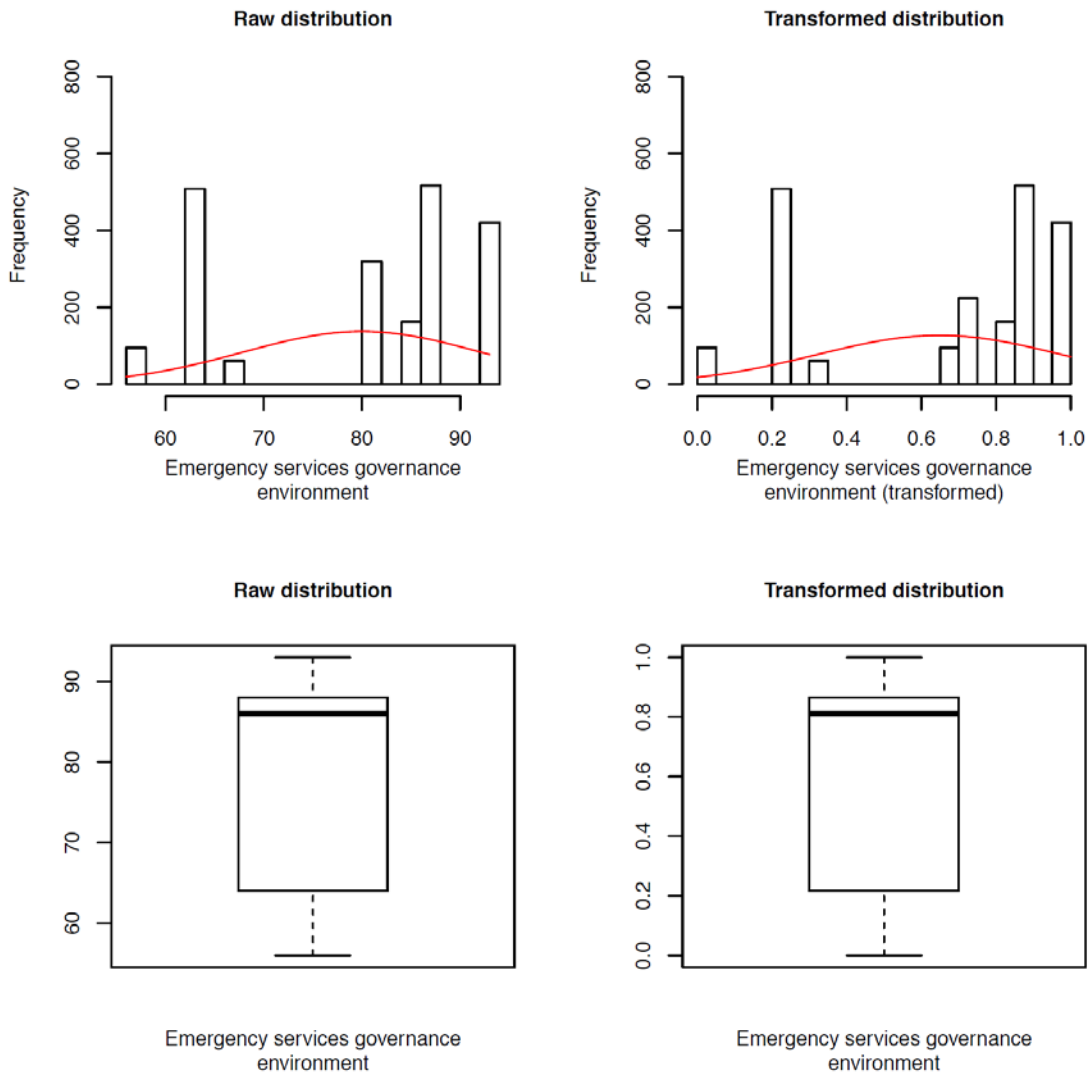 Raw distribution
Frequency
800
600
400
200
0
60 70 80 90
Emergency services governance
environment
Transformed distribution
Frequency
800
600
400
200
0
0.0 0.2 0.4 0.6 0.8 1.0
Emergency services governance
environment (transformed)
Raw distribution
90
80
70
60
Emergency services governance
environment
Transformed distribution
1.0
0.8
0.6
0.4
0.2
0.0
Emergency services governance
environment